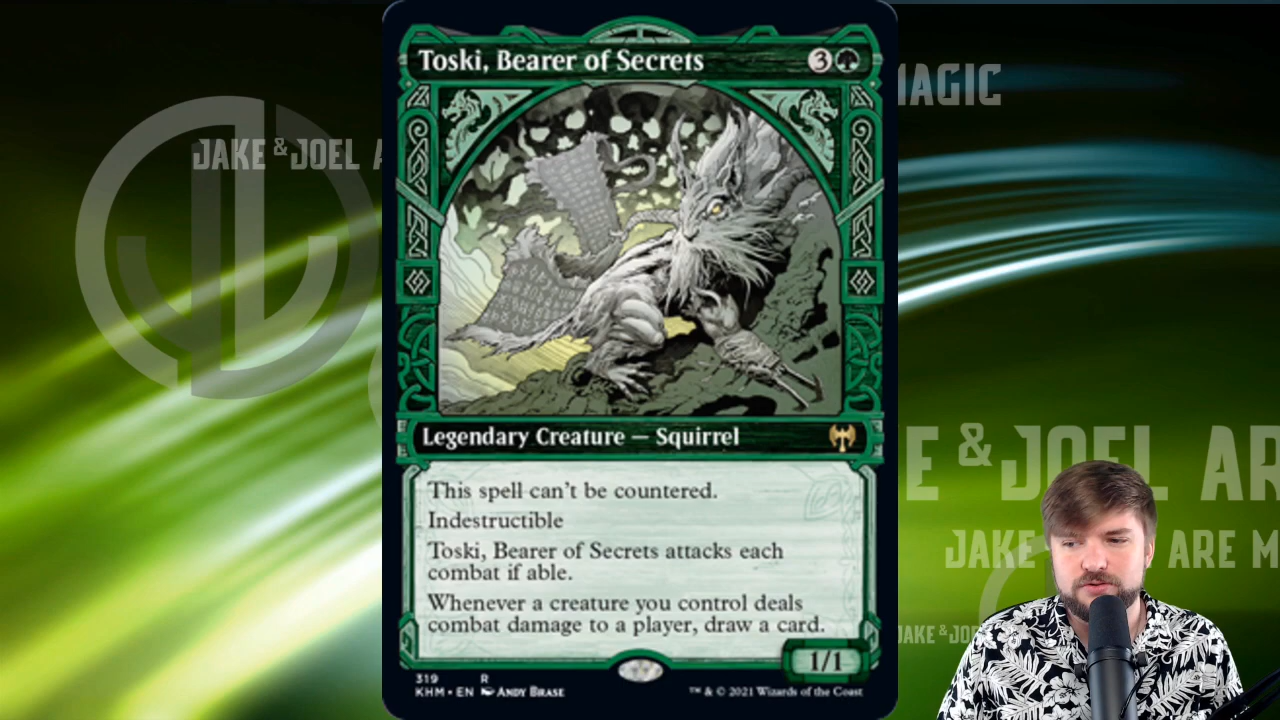 Toski, Bearer of Secrets 3
JAKE & JOEL A
MAGIC
Legendary Creature — Squirrel
This spell can't be countered.
Indestructible
Toski, Bearer of Secrets attacks each
combat if able.
Whenever a creature you control deals
combat damage to a player, draw a card.
1/1
319 R
KHM • EN ANDY BRASE
™ & © 2021 Wizards of the Coast
E & JOEL AR
JAKE ARE M
JAKE & JOE